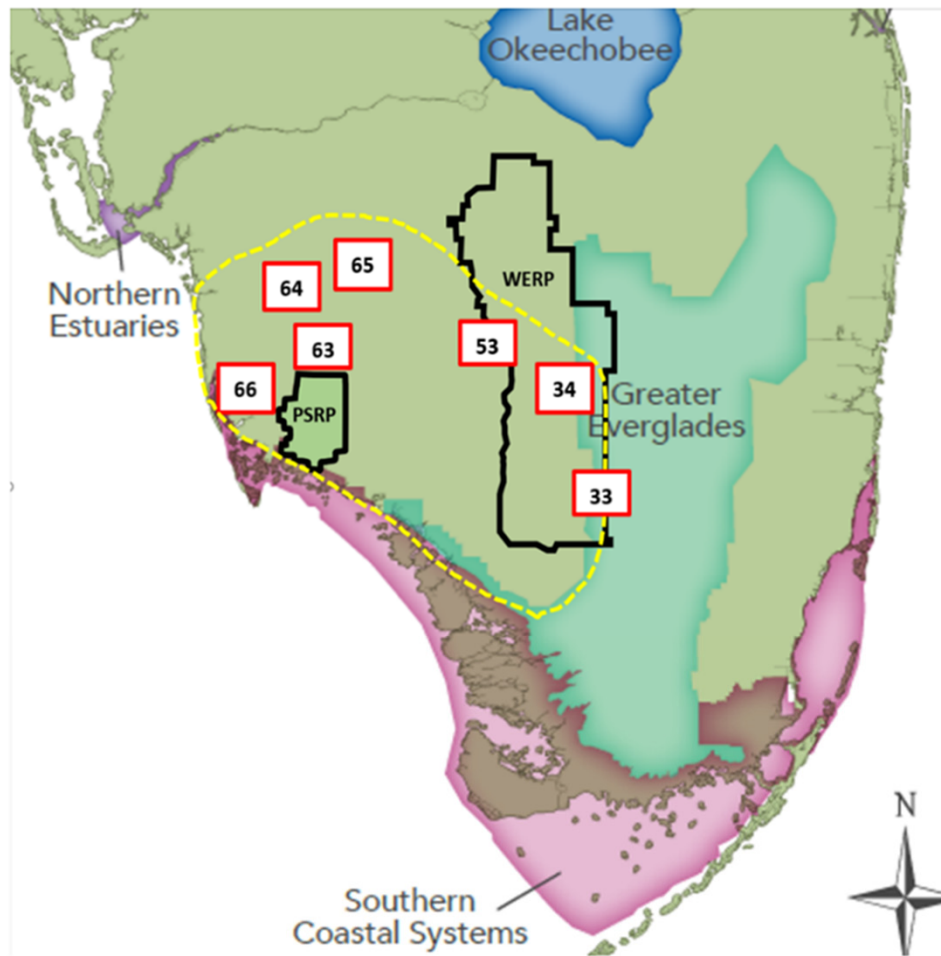 Lake
Okeechobee
65
64
WERP
Northern
Estuaries
63
53
66
34
Greater
Everglades
PSRP
33
N
Southern
Coastal Systems